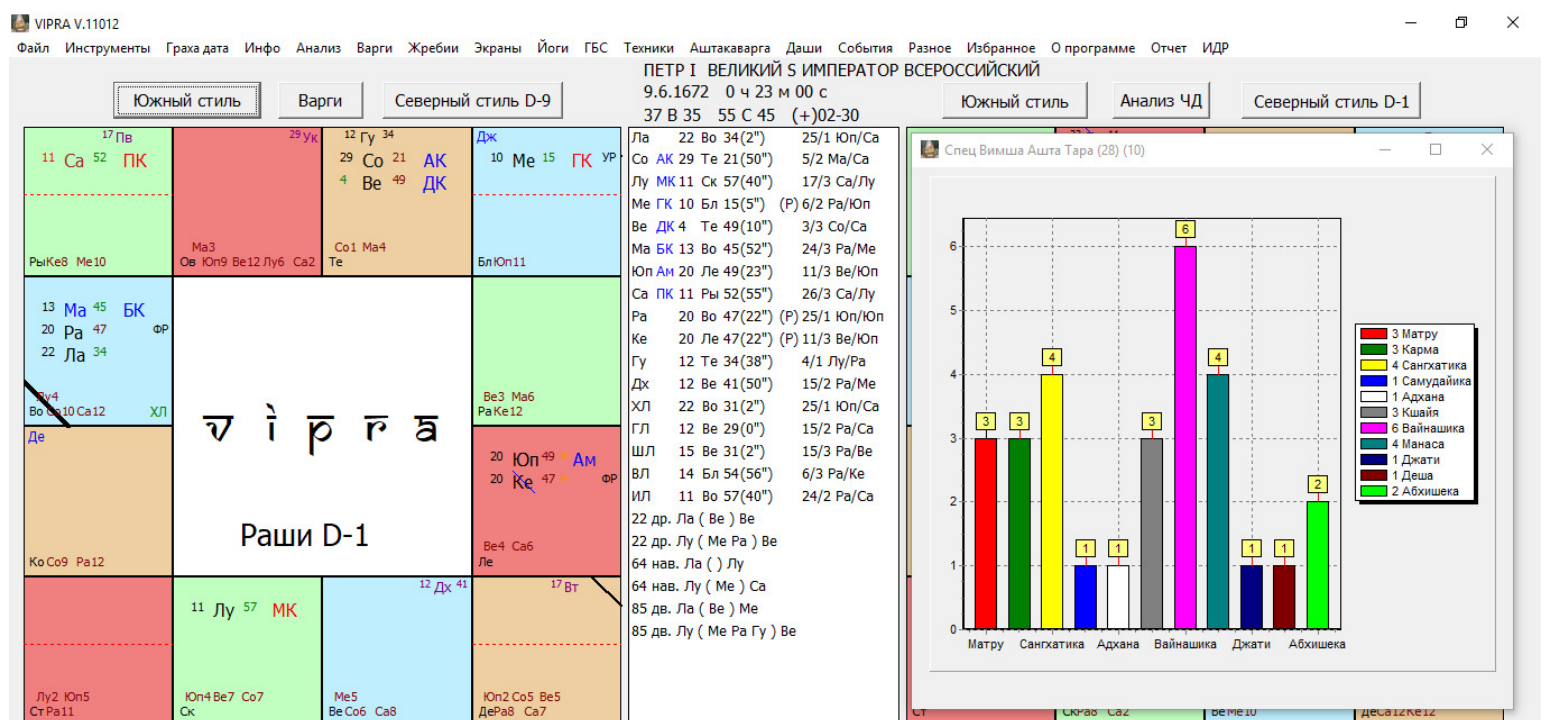 VIPRA V.11012
Файл Инструменты Граха дата Инфо Анализ Варги Жребии Экраны Йоги ГБС Техники Аштакаварга Даши События Разное Избранное О программе Отчет ИДР
ПЕТР I ВЕЛИКИЙ S ИМПЕРАТОР ВСЕРОССИЙСКИЙ
9.6.1672 0 ч 23 м 00 с
37 В 35 55 С 45 (+)02-30
Южный стиль Варги Северный стиль D-9
Южный стиль Анализ ЧД Северный стиль D-1
17 Пв
11 Са 52 ПК
РыКе8 Ме10
29 Ук
Ма3
Ов Юп9 Ве12 Лу6 Са2
12 Гу 34
29 Со 21 АК
4 Ве 49 ДК
Со1 Ма4
Те
Дж
10 Ме 15 ГК УР
БлЮп11
13 Ма 45 БК
20 Ра 47 ФР
22 Ла 34
Во Са12 ХЛ
Ве3 Ма6
РаКе12
Де
КоСо9 Ра12
20 Юп 49 Ам
20 Ке 47 ФР
Ве4 Са6
Ле
Лу2 Юп5
СтРа11
11 Лу 57 МК
Юп4Ве7 Со7
Ск
12 Дх 41
Ме5
ВеСо6 Са8
17 Вт
Юп2Со5 Ве5
ДеРа8 Са7
vipra
Раши D-1
Ла 22 Во 34(2") 25/1 Юп/Са
Со АК 29 Те 21(50") 5/2 Ма/Са
Лу МК 11 Ск 57(40") 17/3 Са/Лу
Ме ГК 10 Бл 15(5") (Р) 6/2 Ра/Юп
Ве ДК 4 Те 49(10") 3/3 Со/Са
Ма БК 13 Во 45(52") 24/3 Ра/Ме
Юп Ам 20 Ле 49(23") 11/3 Ве/Юп
Са ПК 11 Ры 52(55") 26/3 Са/Лу
Ра 20 Во 47(22") (Р) 25/1 Юп/Юп
Ке 20 Ле 47(22") (Р) 11/3 Ве/Юп
Гу 12 Те 34(38") 4/1 Лу/Ра
Дх 12 Ве 41(50") 15/2 Ра/Ме
ХЛ 22 Во 31(2") 25/1 Юп/Са
ГЛ 12 Ве 29(0") 15/2 Ра/Са
ШЛ 15 Ве 31(2") 15/3 Ра/Ве
ВЛ 14 Бл 54(56") 6/3 Ра/Ке
ИЛ 11 Во 57(40") 24/2 Ра/Са
22 др. Ла ( Ве ) Ве
22 др. Лу ( Ме Ра ) Ве
64 нав. Ла ( ) Лу
64 нав. Лу ( Ме ) Са
85 дв. Ла ( Ве ) Ме
85 дв. Лу ( Ме Ра Гу ) Ве
Спец Вимша Ашта Тара (28) (10)
6
5
4
3
2
1
0
3 3 4 1 1 3 6 4 1 1 2
Матру Сангхатика Адхана Вайнашика Джати Абхишека
3 Матру
3 Карма
4 Сангхатика
1 Самудайика
1 Адхана
3 Кшайя
6 Вайнашика
4 Манаса
1 Джати
1 Деша
2 Абхишека